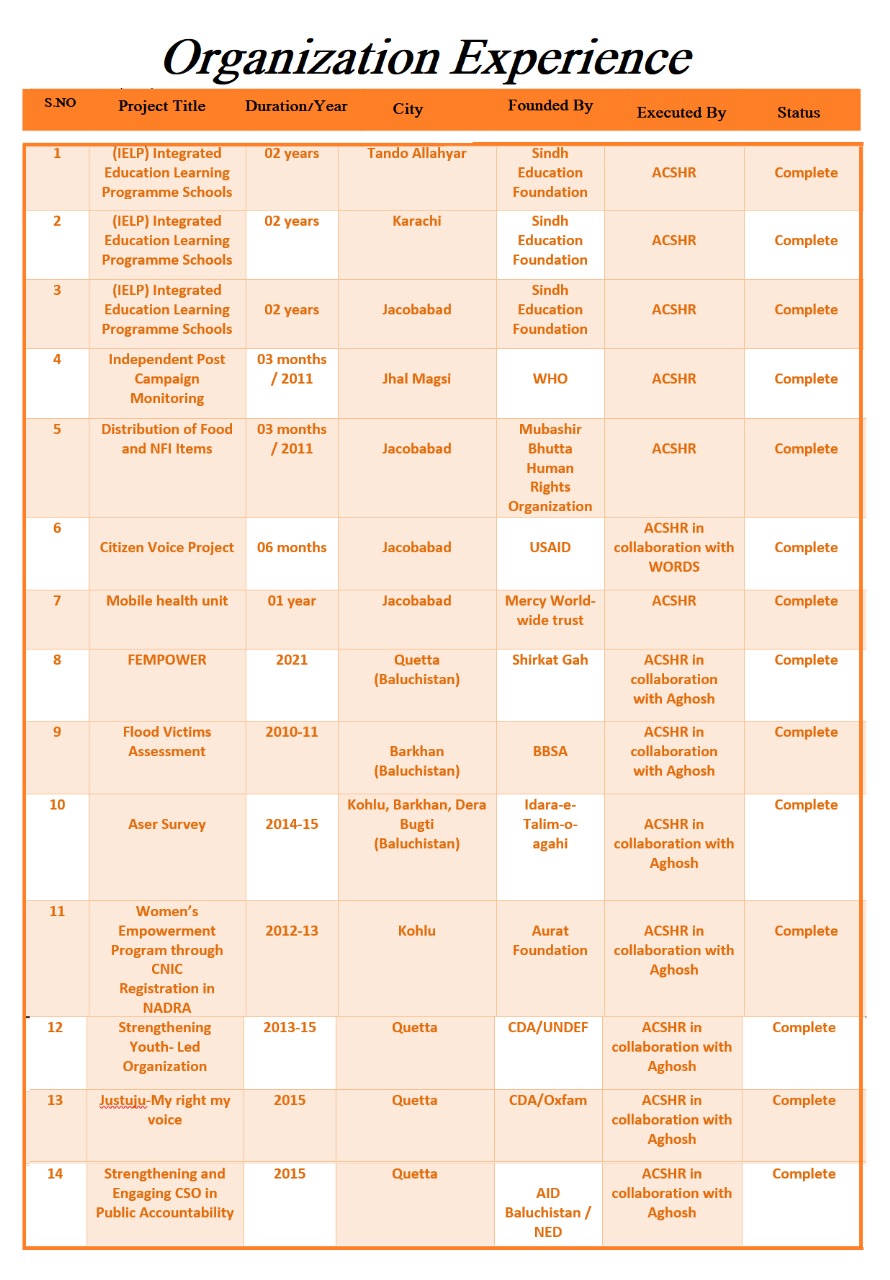 Organization Experience
S.NO Project Title Duration/Year City Founded By Executed By Status
1 (IELP) Integrated 02 years Tando Allahyar Sindh
Education Learning Education ACSHR Complete
Programme Schools Foundation
2 (IELP) Integrated 02 years Karachi Sindh
Education Learning Education ACSHR Complete
Programme Schools Foundation
3 (IELP) Integrated Sindh
Education Learning 02 years Jacobabad Education ACSHR Complete
Programme Schools Foundation
4 Independent Post 03 months
Campaign / 2011 Jhal Magsi WHO ACSHR Complete
Monitoring
5 Distribution of Food 03 months Mubashir
and NFI Items / 2011 Jacobabad Bhutta ACSHR Complete
Human
Rights
Organization
6 ACSHR in
Citizen Voice Project 06 months Jacobabad USAID collaboration with Complete
WORDS
7 Mobile health unit 01 year Jacobabad Mercy World- ACSHR Complete
wide trust
8 FEMPOWER 2021 Quetta Shirkat Gah ACSHR in Complete
(Baluchistan) collaboration
with Aghosh
9 Flood Victims 2010-11 ACSHR in Complete
Assessment Barkhan BBSA collaboration
(Baluchistan) with Aghosh
10 Kohlu, Barkhan, Dera Idara-e- Complete
Aser Survey 2014-15 Bugti Talim-o- ACSHR in
(Baluchistan) agahi collaboration with
Aghosh
11 Women’s
Empowerment 2012-13 Kohlu Aurat ACSHR in Complete
Program through Foundation collaboration with
CNIC Aghosh
Registration in
NADRA
12 Strengthening 2013-15 Quetta CDA/UNDEF ACSHR in Complete
Youth- Led collaboration with
Organization Aghosh
13 Justuju-My right my 2015 Quetta CDA/Oxfam ACSHR in Complete
voice collaboration with
Aghosh
14 Strengthening and 2015 Quetta ACSHR in Complete
Engaging CSO in AID collaboration with
Public Accountability Baluchistan / Aghosh
NED